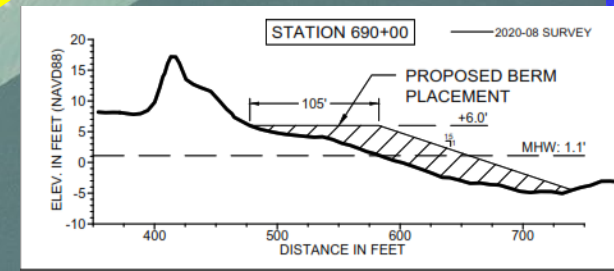 STATION 690+00
2020-08 SURVEY
ELEV. IN FEET (NAVD88)
20
15
10
5
0
-5
-10
PROPOSED BERM
PLACEMENT
105'
+6.0'
15
1
MHW: 1.1'
400
500
600
700
DISTANCE IN FEET